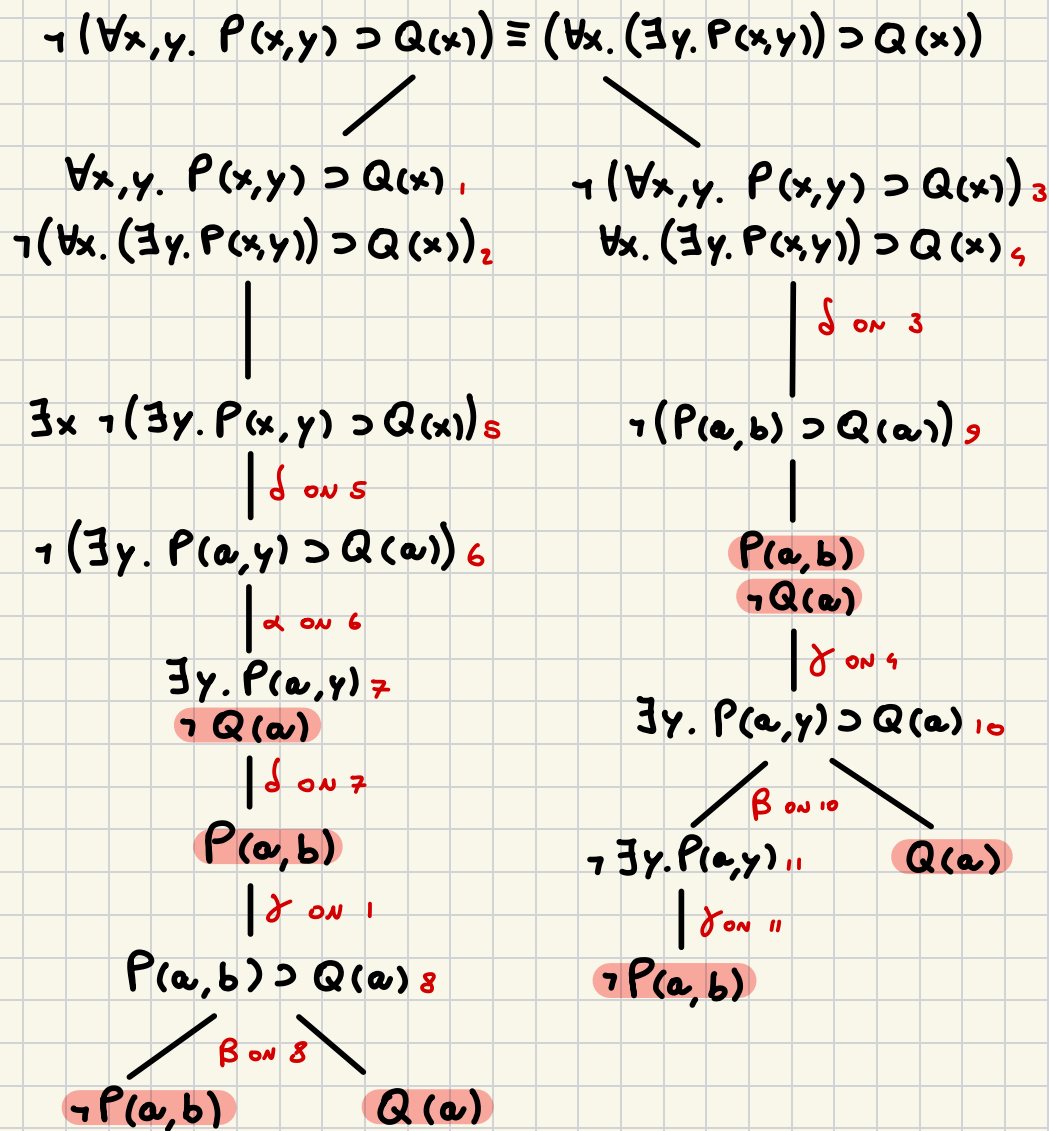 ¬(∀x,y. P(x,y) ⊃ Q(x)) ≡ (∀x. (∃y. P(x,y)) ⊃ Q(x))
∀x,y. P(x,y) ⊃ Q(x) 1
¬(∀x. (∃y. P(x,y)) ⊃ Q(x)) 2
¬(∀x,y. P(x,y) ⊃ Q(x)) 3
∀x. (∃y. P(x,y)) ⊃ Q(x) 4
δ ON 3
∃x ¬(∃y. P(x,y) ⊃ Q(x)) 5
δ ON 5
¬(∃y. P(a,y) ⊃ Q(a)) 6
α ON 6
∃y. P(a,y) 7
¬Q(a)
δ ON 7
P(a,b)
γ ON 1
P(a,b) ⊃ Q(a) 8
β ON 8
¬P(a,b)
Q(a)
¬(P(a,b) ⊃ Q(a)) 9
P(a,b)
¬Q(a)
γ ON 4
∃y. P(a,y) ⊃ Q(a) 10
β ON 10
¬∃y. P(a,y) 11
Q(a)
γ ON 11
¬P(a,b)